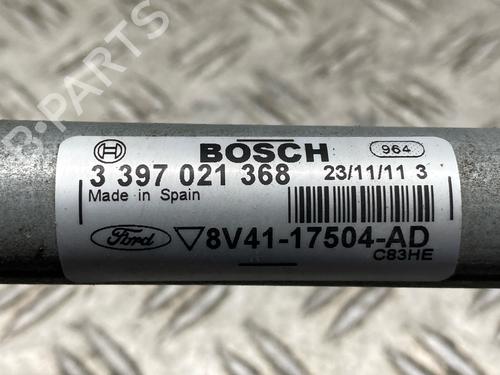 B-PARTS
BOSCH 964
3 397 021 368 23/11/11 3
Made in Spain
Ford 8V41-17504-AD
C83HE